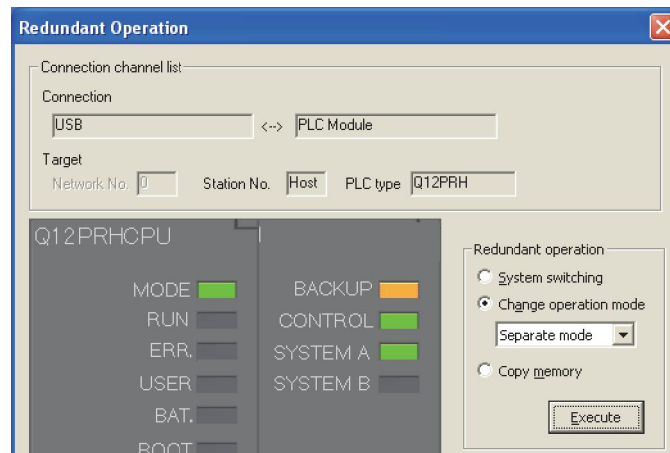 Redundant Operation
Connection channel list
Connection
USB <--> PLC Module
Target
Network No. 0 Station No. Host PLC type Q12PRH
Q12PRHCPU
MODE BACKUP
RUN CONTROL
ERR. SYSTEM A
USER SYSTEM B
BAT.
BOOT
Redundant operation
System switching
Change operation mode
Separate mode
Copy memory
Execute